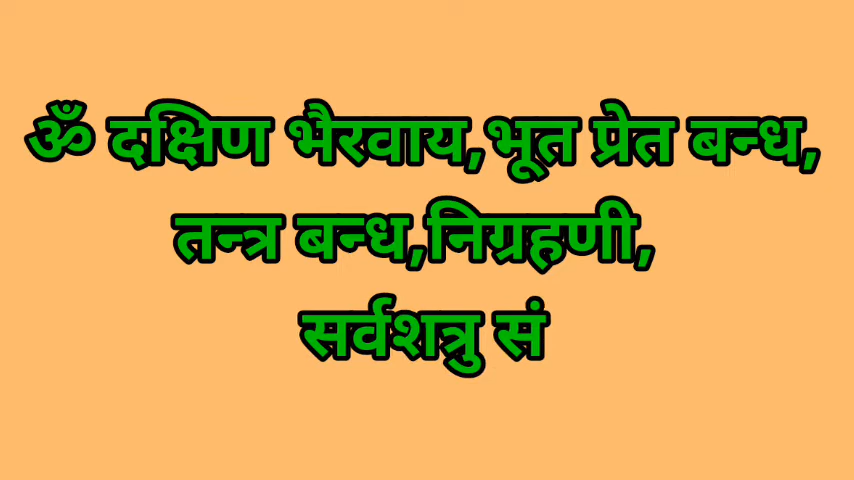 ॐ दक्षिण भैरवाय,भूत प्रेत बन्ध,
तन्त्र बन्ध,निग्रहणी,
सर्वशत्रु सं